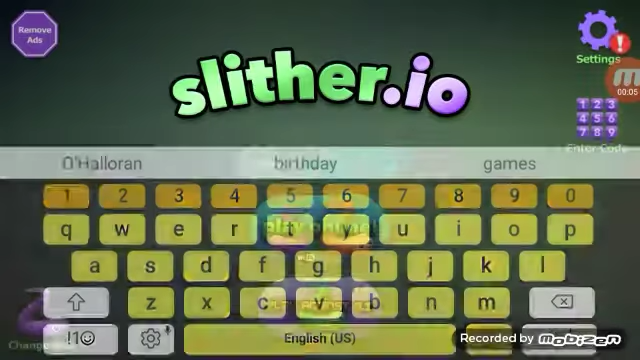 Remove
Ads
slither.io
Settings
00:05
1 2 3
4 5 6
7 8 9
Enter Code
O'Halloran birthday games
1 2 3 4 5 6 7 8 9 0
q w e r t y u i o p
a s d f g h j k l
z x c v b n m
!1☺ English (US)
Change
Recorded by MOBIZEN